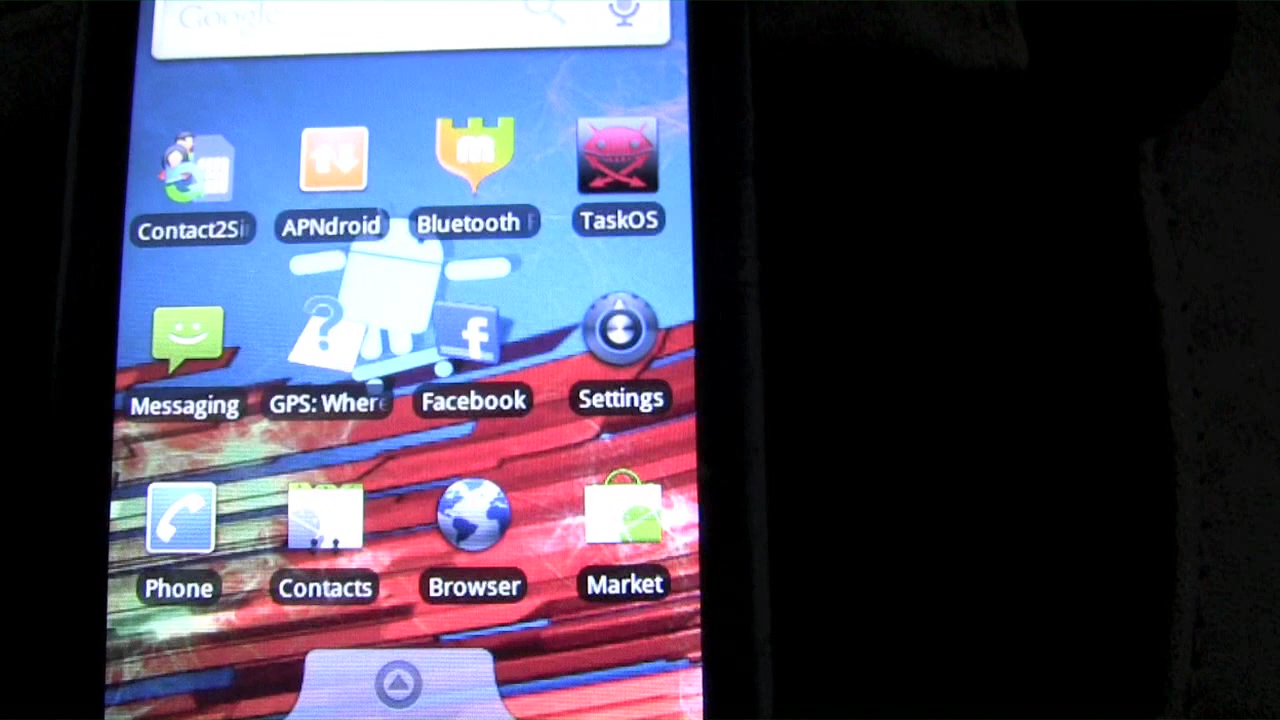 Google
Contact2Si
APNdroid
Bluetooth F
TaskOS
m
Messaging
GPS: Where
f
Facebook
Settings
Phone
Contacts
Browser
Market